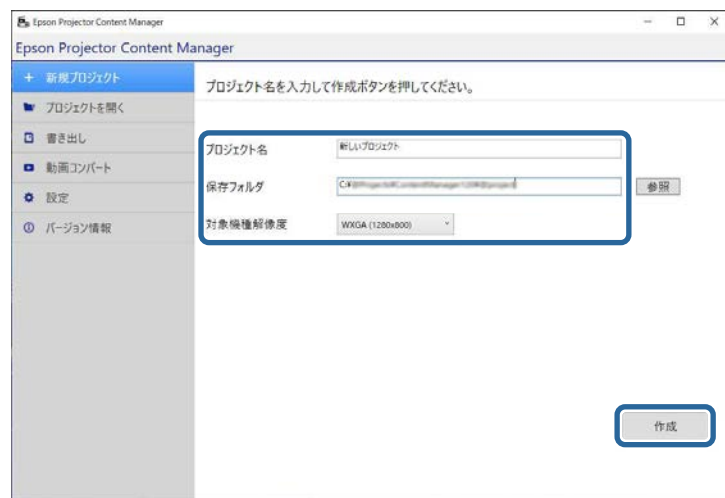 Epson Projector Content Manager
Epson Projector Content Manager
新規プロジェクト
プロジェクト名を入力して作成ボタンを押してください。
プロジェクトを開く
書き出し
動画コンバート
設定
バージョン情報
プロジェクト名
新しいプロジェクト
保存フォルダ
C:¥
参照
対象機種解像度
WXGA (1280x800)
作成